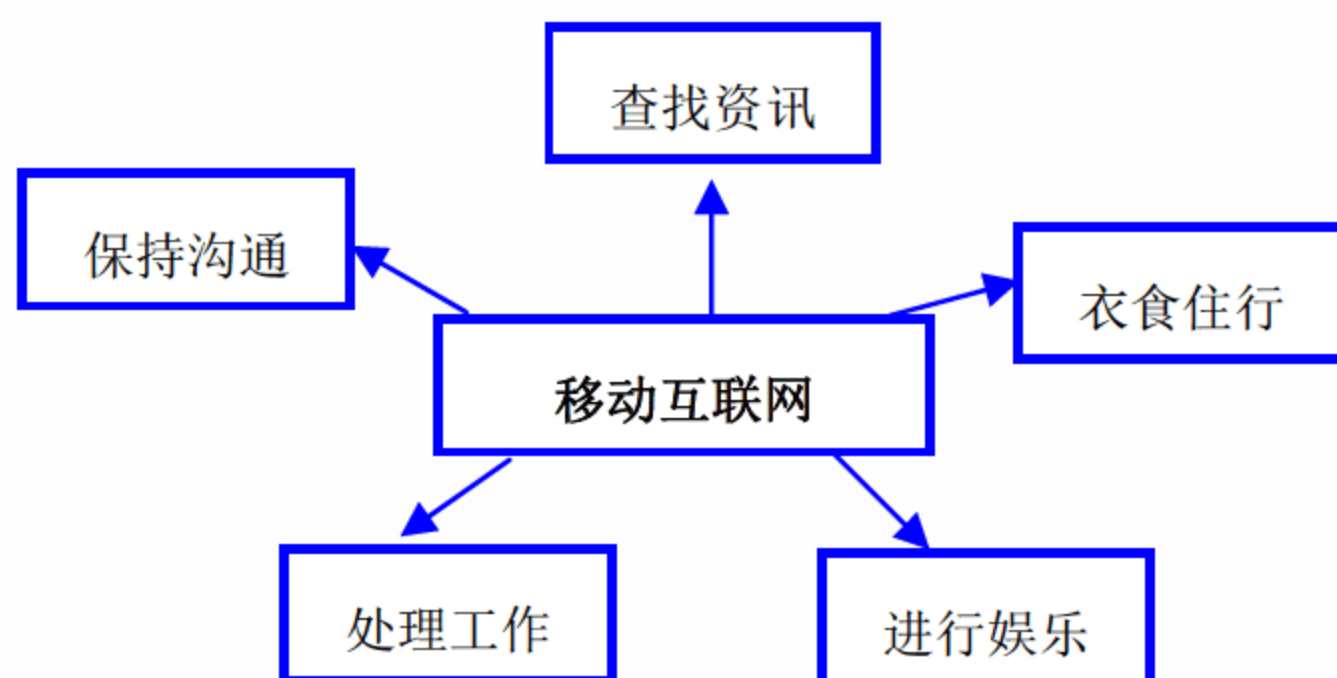 查找资讯
保持沟通
衣食住行
移动互联网
处理工作
进行娱乐